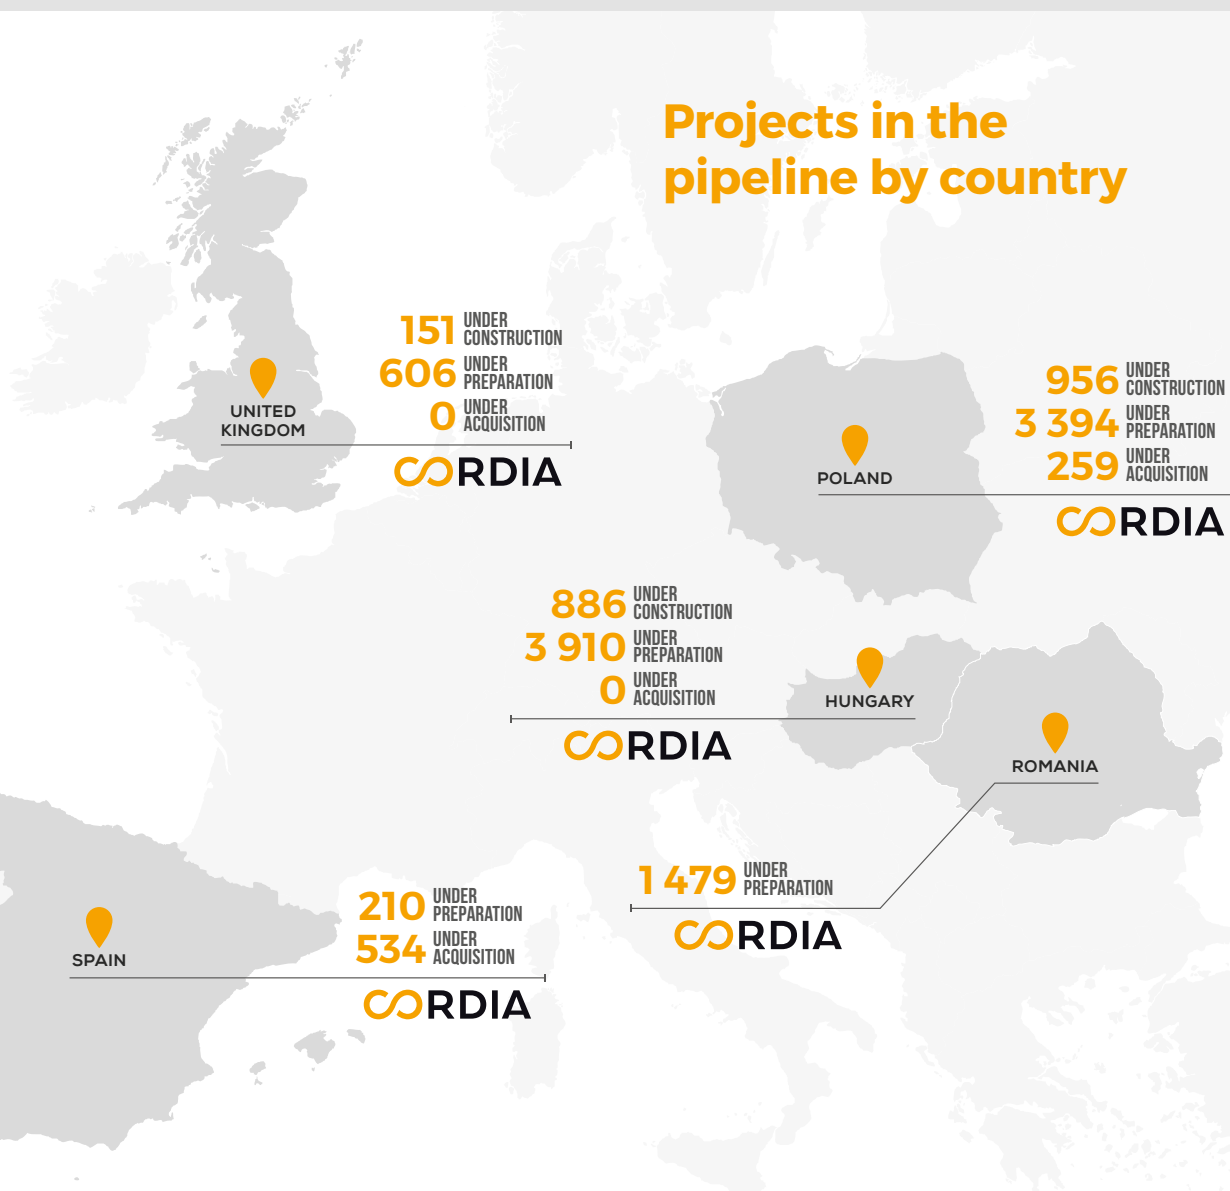 Projects in the
pipeline by country
151 UNDER CONSTRUCTION
606 UNDER PREPARATION
0 UNDER ACQUISITION
UNITED
KINGDOM
CORDIA
956 UNDER CONSTRUCTION
3 394 UNDER PREPARATION
259 UNDER ACQUISITION
POLAND
CORDIA
886 UNDER CONSTRUCTION
3 910 UNDER PREPARATION
0 UNDER ACQUISITION
HUNGARY
CORDIA
ROMANIA
1 479 UNDER PREPARATION
CORDIA
210 UNDER PREPARATION
534 UNDER ACQUISITION
SPAIN
CORDIA